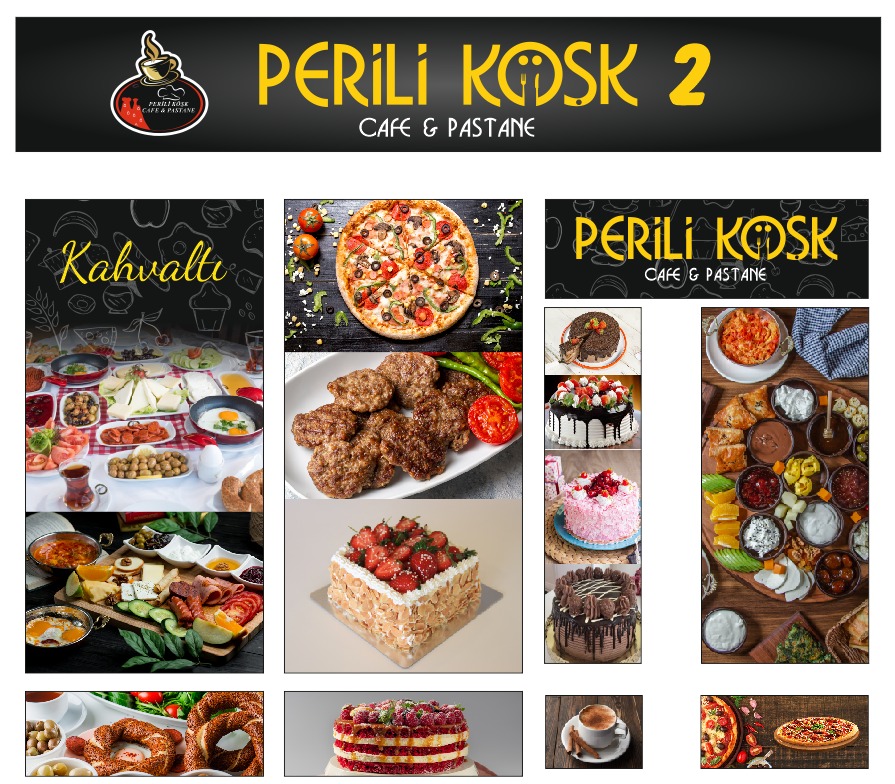 PERİLİ KÖŞK 2
CAFE & PASTANE
PERİLİ KÖŞK
CAFE & PASTANE
Kahvaltı
PERİLİ KÖŞK
CAFE & PASTANE